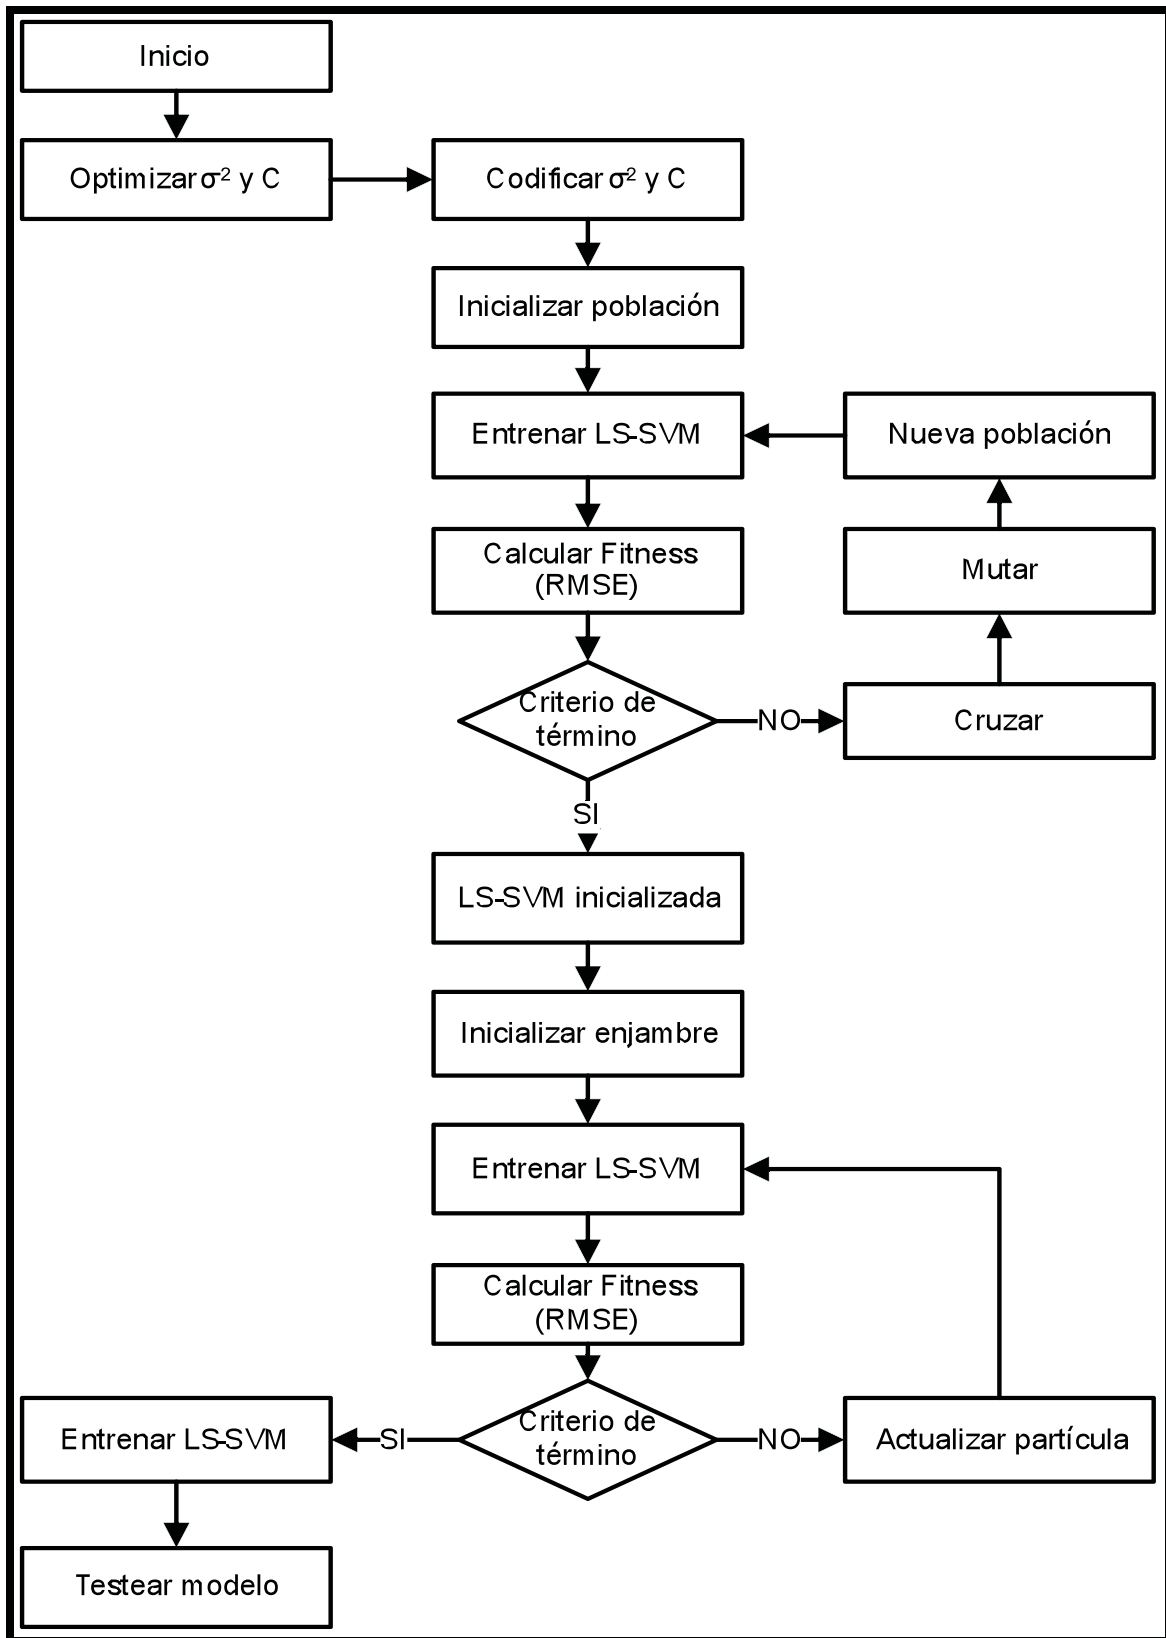 Inicio
Optimizar σ² y C
Codificar σ² y C
Inicializar población
Entrenar LS-SVM
Nueva población
Calcular Fitness
(RMSE)
Mutar
Criterio de
término
NO
Cruzar
SI
LS-SVM inicializada
Inicializar enjambre
Entrenar LS-SVM
Calcular Fitness
(RMSE)
Entrenar LS-SVM
SI
Criterio de
término
NO
Actualizar partícula
Testear modelo